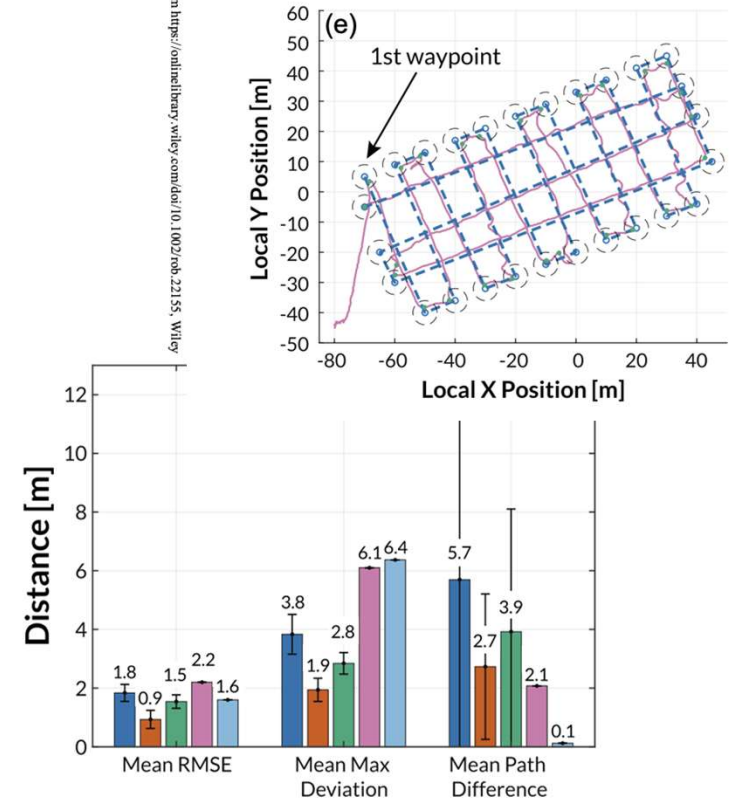 m https://onlinelibrary.wiley.com/doi/10.1002/rob.22155, Wiley
(e)
1st waypoint
Local Y Position [m]
60
50
40
30
20
10
0
-10
-20
-30
-40
-50
-80 -60 -40 -20 0 20 40
Local X Position [m]
Distance [m]
12
10
8
6
4
2
0
1.8 0.9 1.5 2.2 1.6
3.8 1.9 2.8 6.1 6.4
5.7 2.7 3.9 2.1 0.1
Mean RMSE
Mean Max
Deviation
Mean Path
Difference